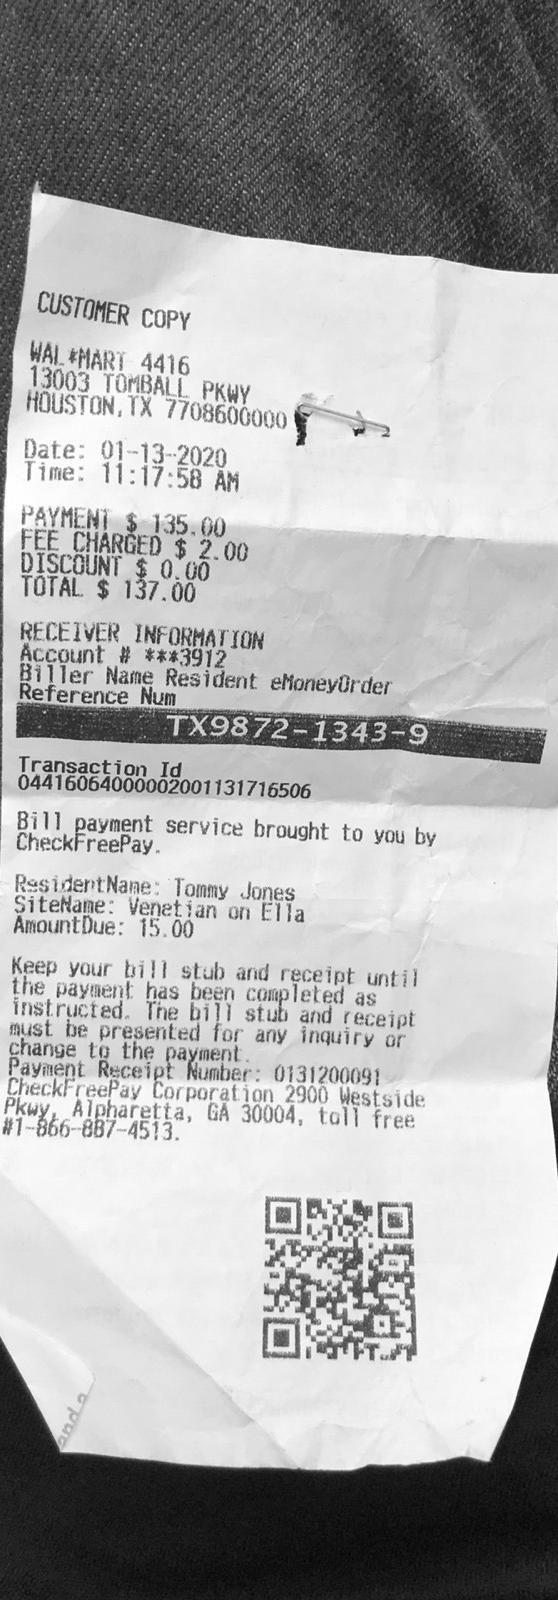 CUSTOMER COPY
WAL*MART 4416
13003 TOMBALL PKWY
HOUSTON,TX 7708600000
Date: 01-13-2020
Time: 11:17:58 AM
PAYMENT $ 135.00
FEE CHARGED $ 2.00
DISCOUNT $ 0.00
TOTAL $ 137.00
RECEIVER INFORMATION
Account # ***3912
Biller Name Resident eMoneyOrder
Reference Num
TX9872-1343-9
Transaction Id
04416064000002001131716506
Bill payment service brought to you by
CheckFreePay.
ResidentName: Tommy Jones
SiteName: Venetian on Ella
AmountDue: 15.00
Keep your bill stub and receipt until
the payment has been completed as
instructed. The bill stub and receipt
must be presented for any inquiry or
change to the payment.
Payment Receipt Number: 0131200091
CheckFreePay Corporation 2900 Westside
Pkwy, Alpharetta, GA 30004, toll free
#1-866-887-4513.